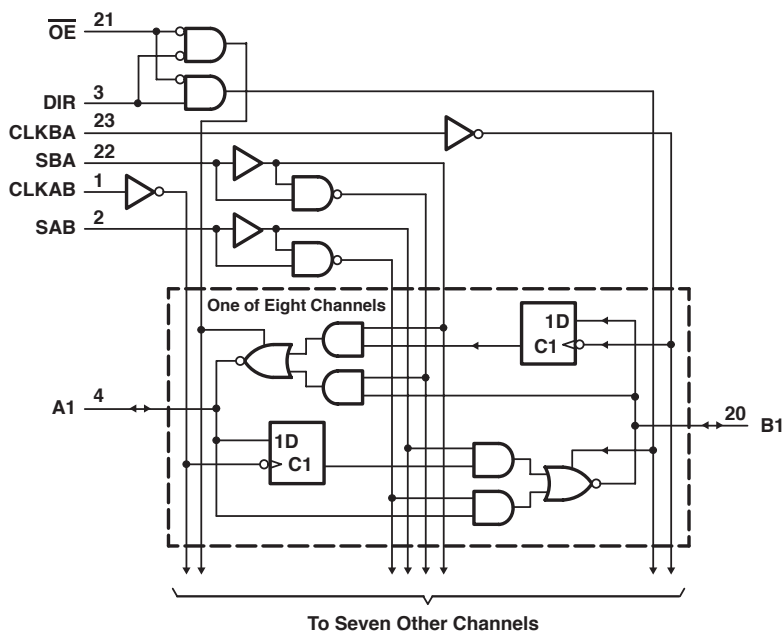 O̅E̅ 21
DIR 3
CLKBA 23
SBA 22
CLKAB 1
SAB 2
One of Eight Channels
1D
C1
A1 4
20 B1
1D
C1
To Seven Other Channels